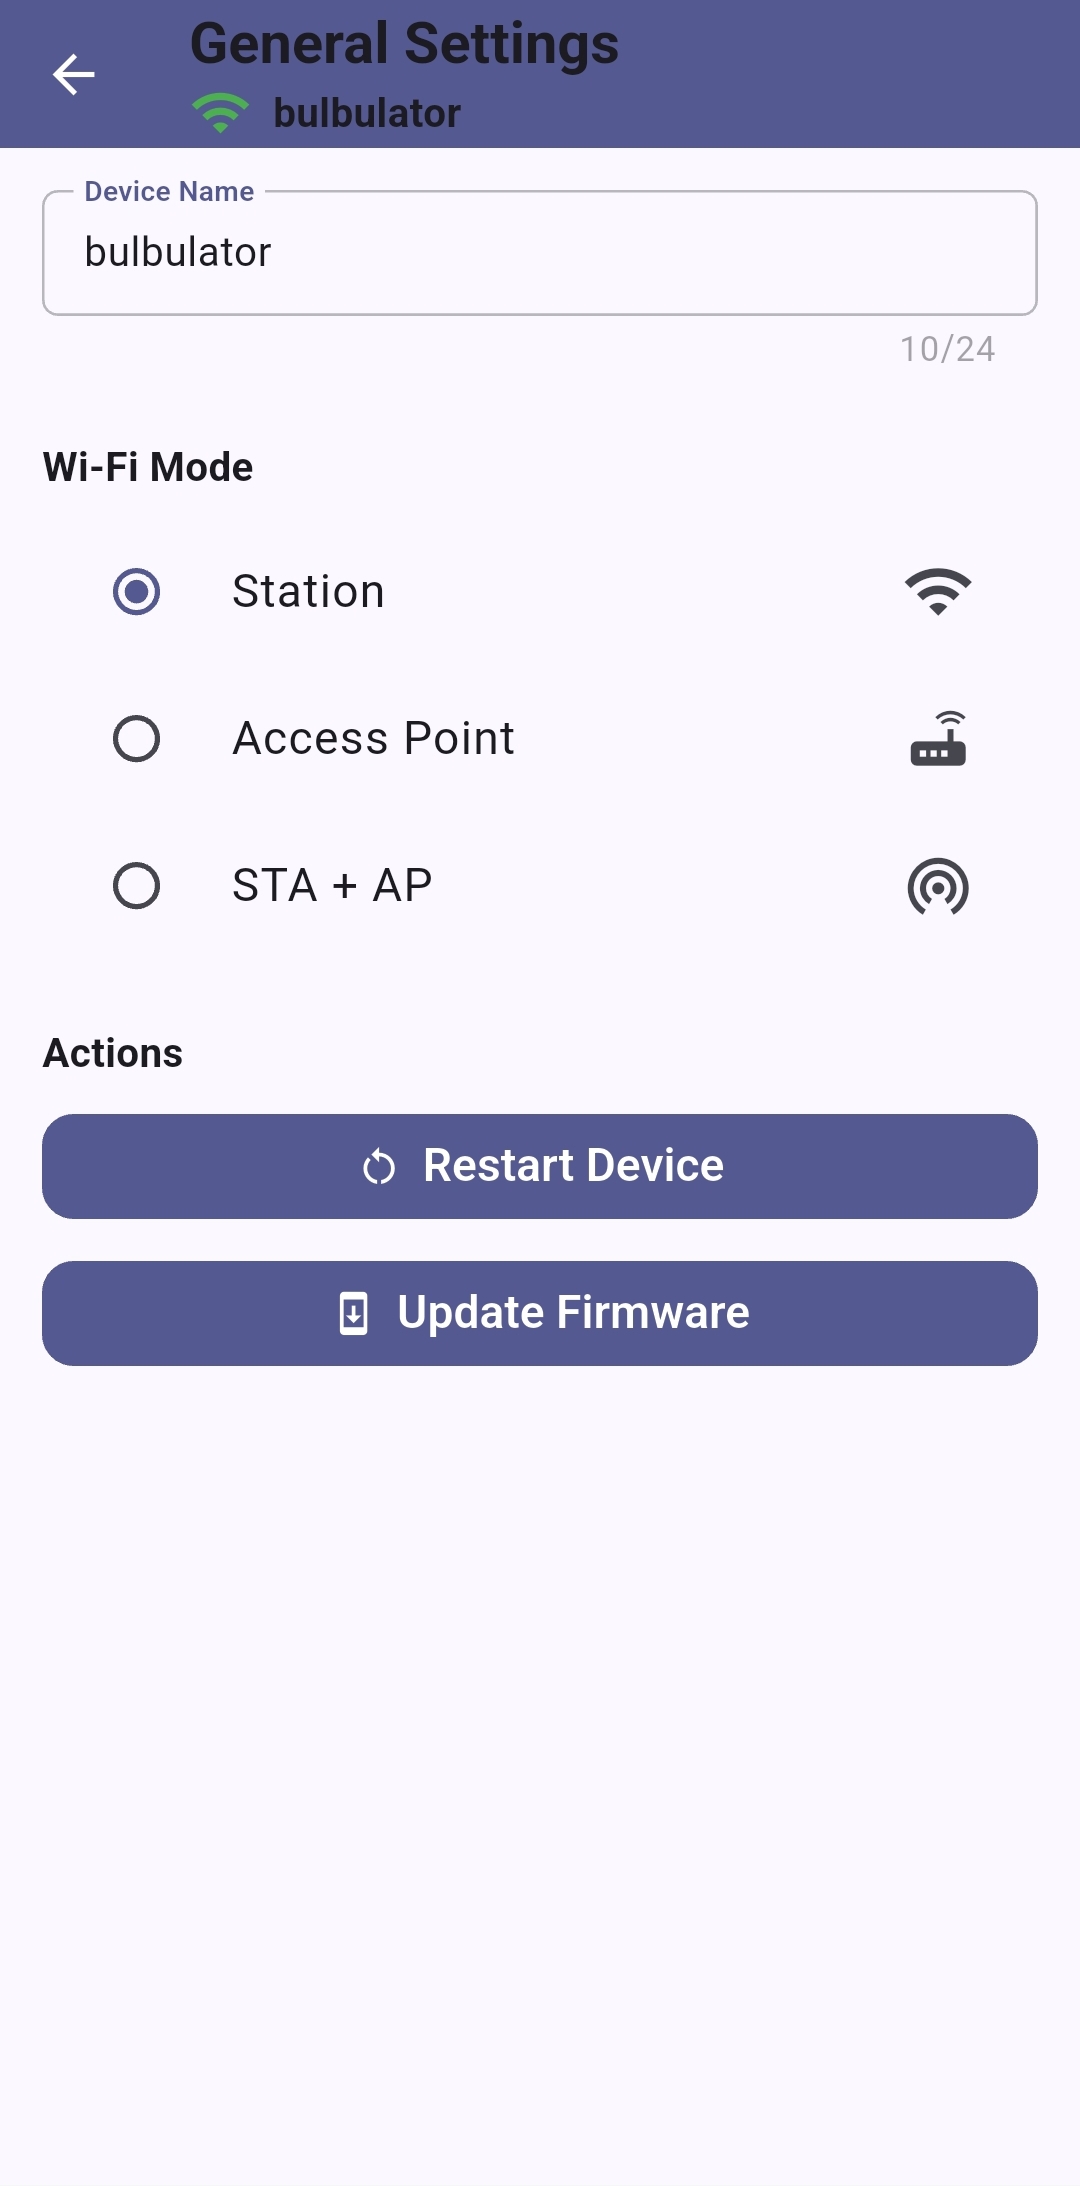 General Settings
bulbulator
Device Name
bulbulator
10/24
Wi-Fi Mode
Station
Access Point
STA + AP
Actions
Restart Device
Update Firmware